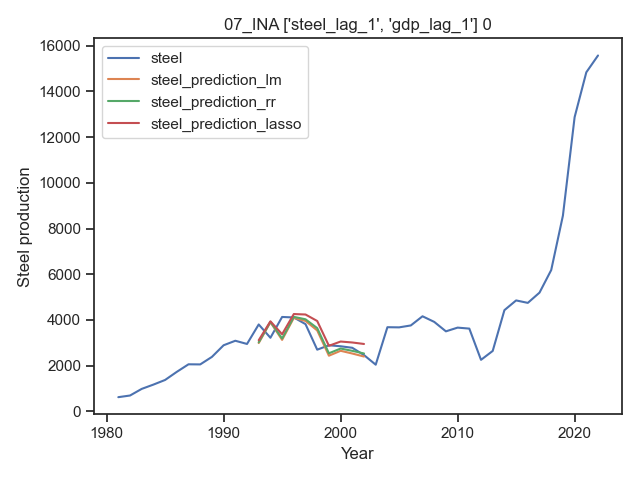 07_INA ['steel_lag_1', 'gdp_lag_1'] 0
steel
steel_prediction_lm
steel_prediction_rr
steel_prediction_lasso
16000
14000
12000
10000
8000
6000
4000
2000
0
Steel production
1980
1990
2000
2010
2020
Year